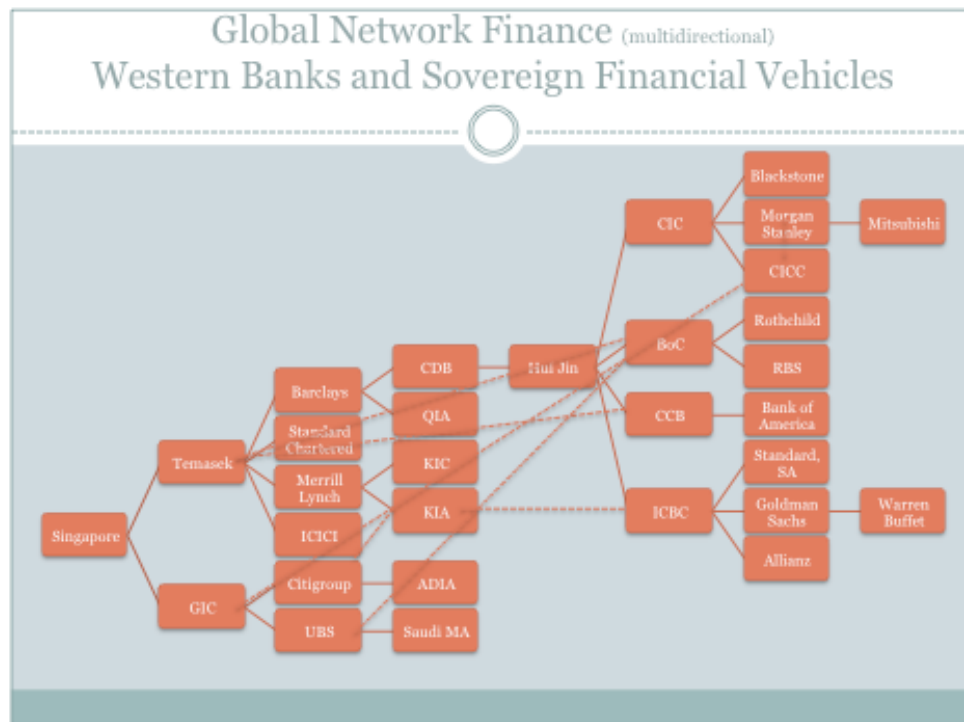 Global Network Finance (multidirectional)
Western Banks and Sovereign Financial Vehicles
Blackstone
CIC
Morgan
Stanley
Mitsubishi
CICC
Rothchild
BoC
CDB
Hui Jin
RBS
Barclays
QIA
CCB
Bank of
America
Standard
Chartered
Temasek
KIC
Standard,
SA
Merrill
Lynch
KIA
ICBC
Goldman
Sachs
Warren
Buffet
Singapore
ICICI
Allianz
Citigroup
ADIA
GIC
UBS
Saudi MA